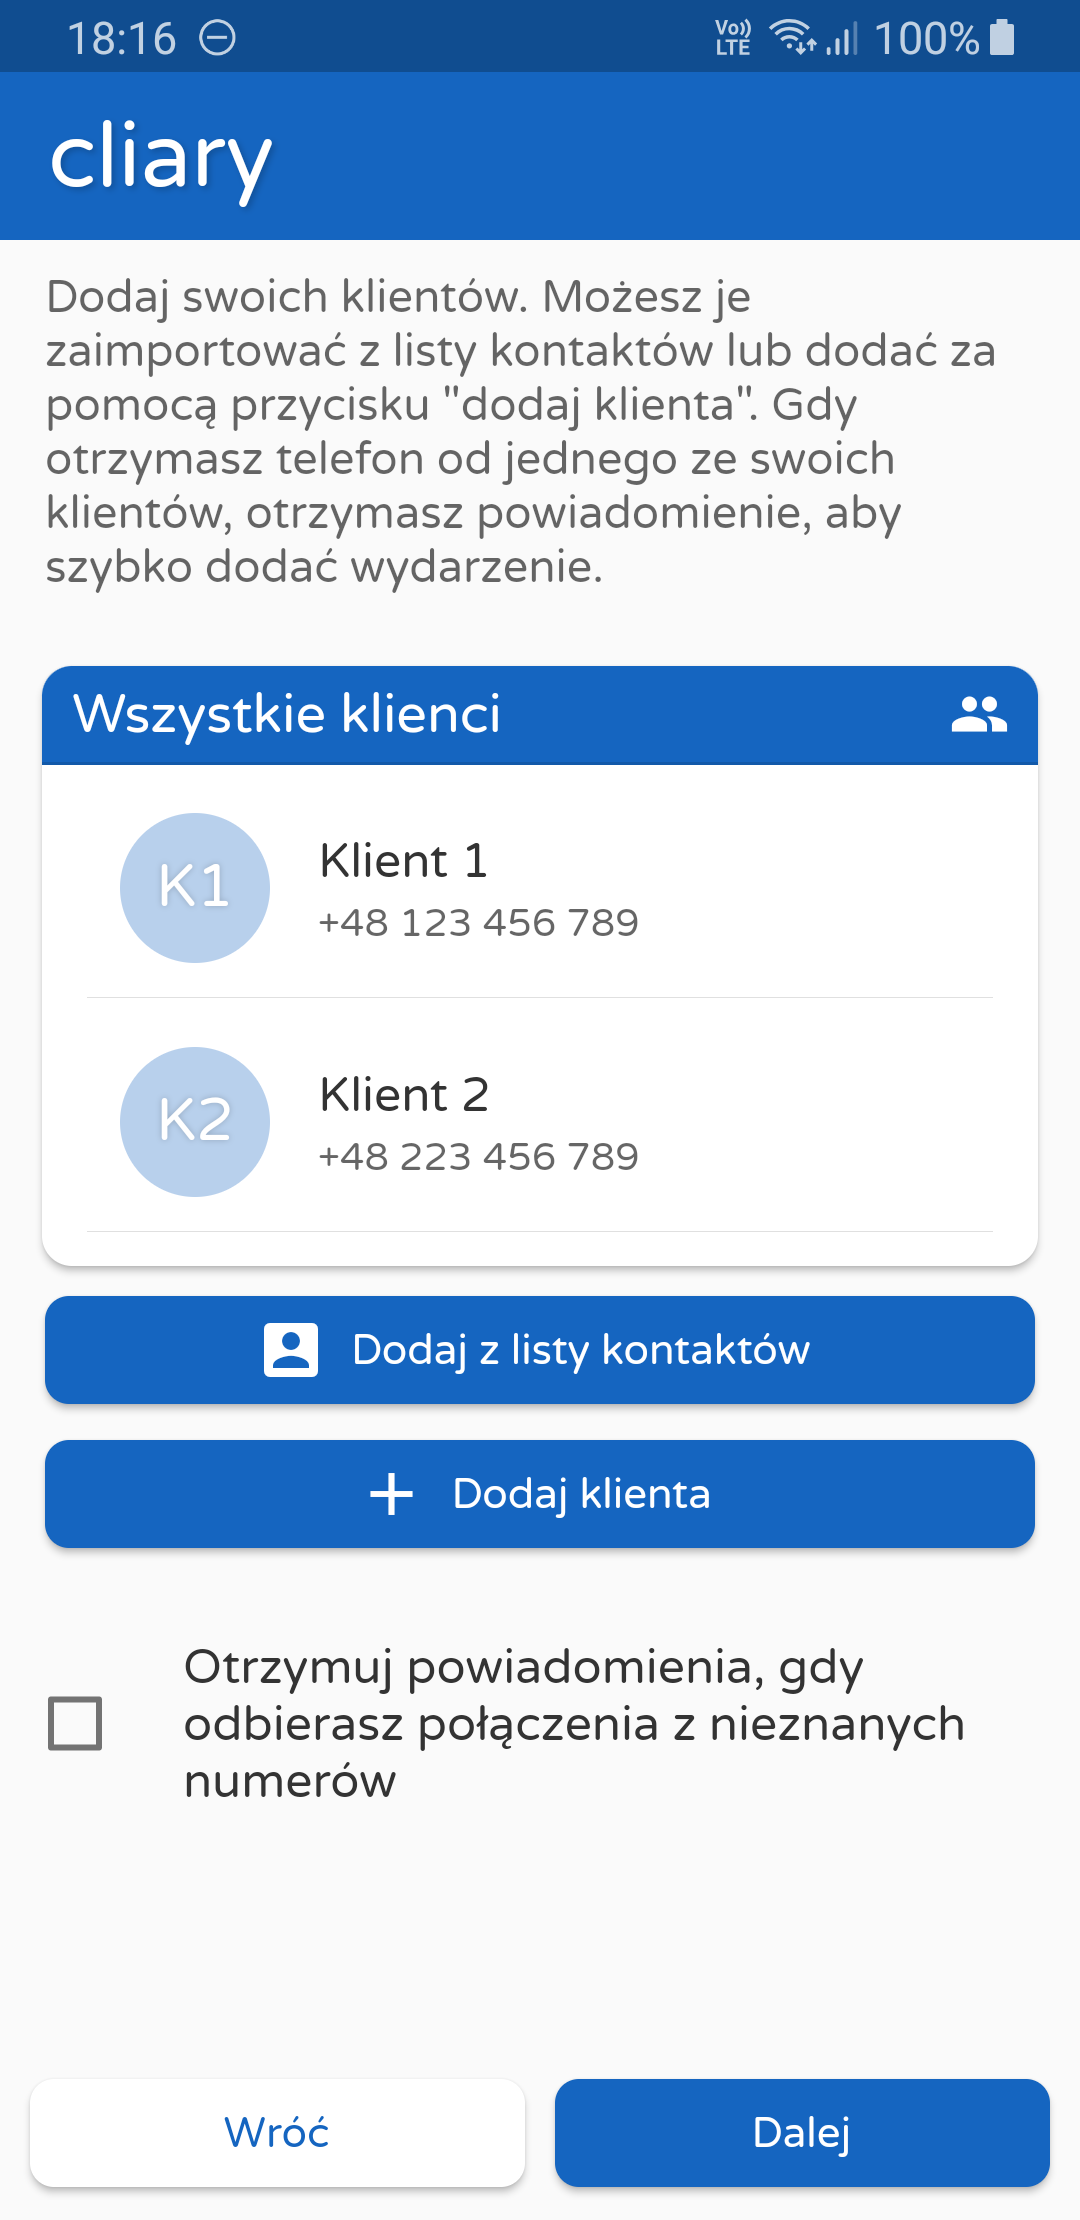 18:16 Vo)) LTE 100%
cliary
Dodaj swoich klientów. Możesz je
zaimportować z listy kontaktów lub dodać za
pomocą przycisku "dodaj klienta". Gdy
otrzymasz telefon od jednego ze swoich
klientów, otrzymasz powiadomienie, aby
szybko dodać wydarzenie.
Wszystkie klienci
K1
Klient 1
+48 123 456 789
K2
Klient 2
+48 223 456 789
Dodaj z listy kontaktów
Dodaj klienta
Otrzymuj powiadomienia, gdy
odbierasz połączenia z nieznanych
numerów
Wróć
Dalej